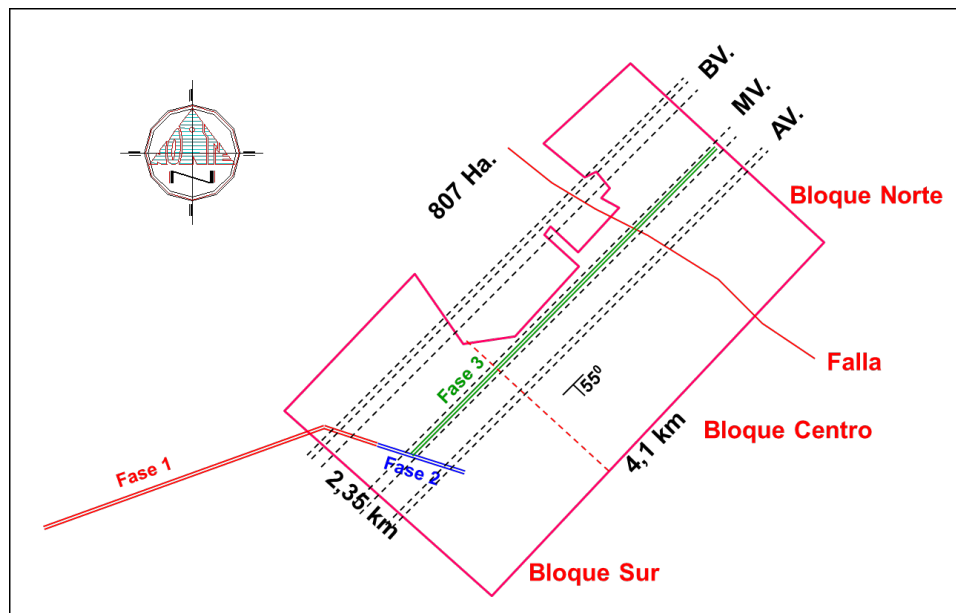 BV.
MV.
AV.
807 Ha.
Bloque Norte
Falla
Fase 3
55⁰
Bloque Centro
4,1 km
Fase 1
Fase 2
2,35 km
Bloque Sur